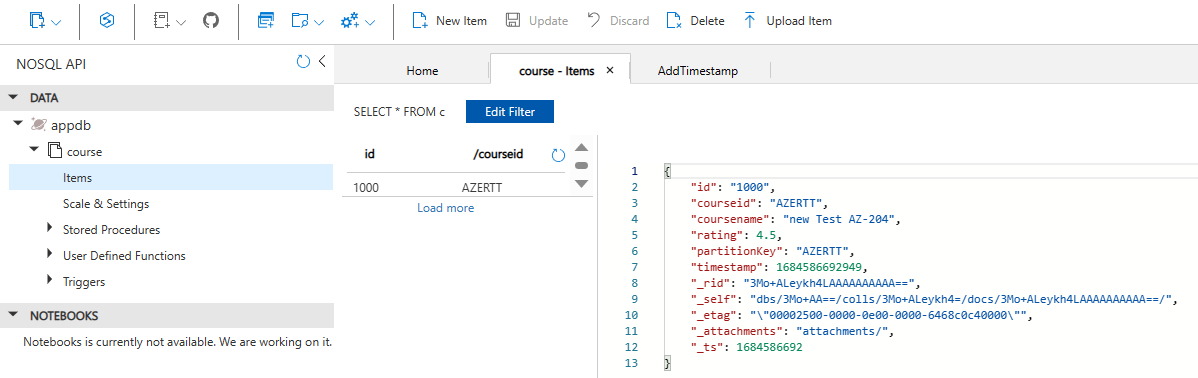 New Item Update Discard Delete Upload Item
NOSQL API
DATA
appdb
course
Items
Scale & Settings
Stored Procedures
User Defined Functions
Triggers
NOTEBOOKS
Notebooks is currently not available. We are working on it.
Home course - Items AddTimestamp
SELECT * FROM c Edit Filter
id /courseid
1000 AZERTT
Load more
1 {
2 "id": "1000",
3 "courseid": "AZERTT",
4 "coursename": "new Test AZ-204",
5 "rating": 4.5,
6 "partitionKey": "AZERTT",
7 "timestamp": 1684586692949,
8 "_rid": "3Mo+ALeykh4LAAAAAAAAAA==",
9 "_self": "dbs/3Mo+AA==/colls/3Mo+ALeykh4=/docs/3Mo+ALeykh4LAAAAAAAAAA==/",
10 "_etag": "\"00002500-0000-0e00-0000-6468c0c40000\"",
11 "_attachments": "attachments/",
12 "_ts": 1684586692
13 }